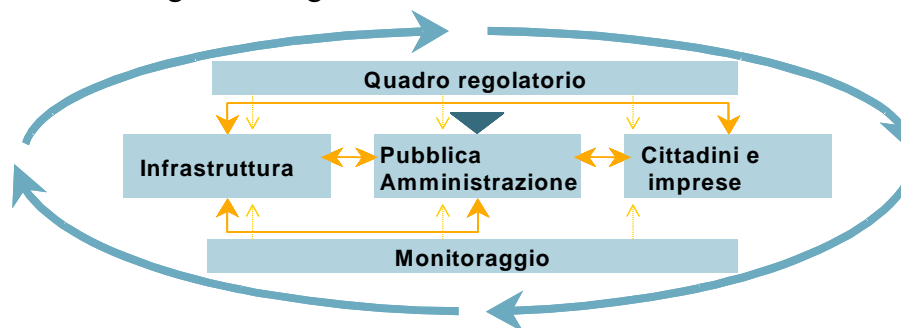 Quadro regolatorio
Infrastruttura
Pubblica
Amministrazione
Cittadini e
imprese
Monitoraggio